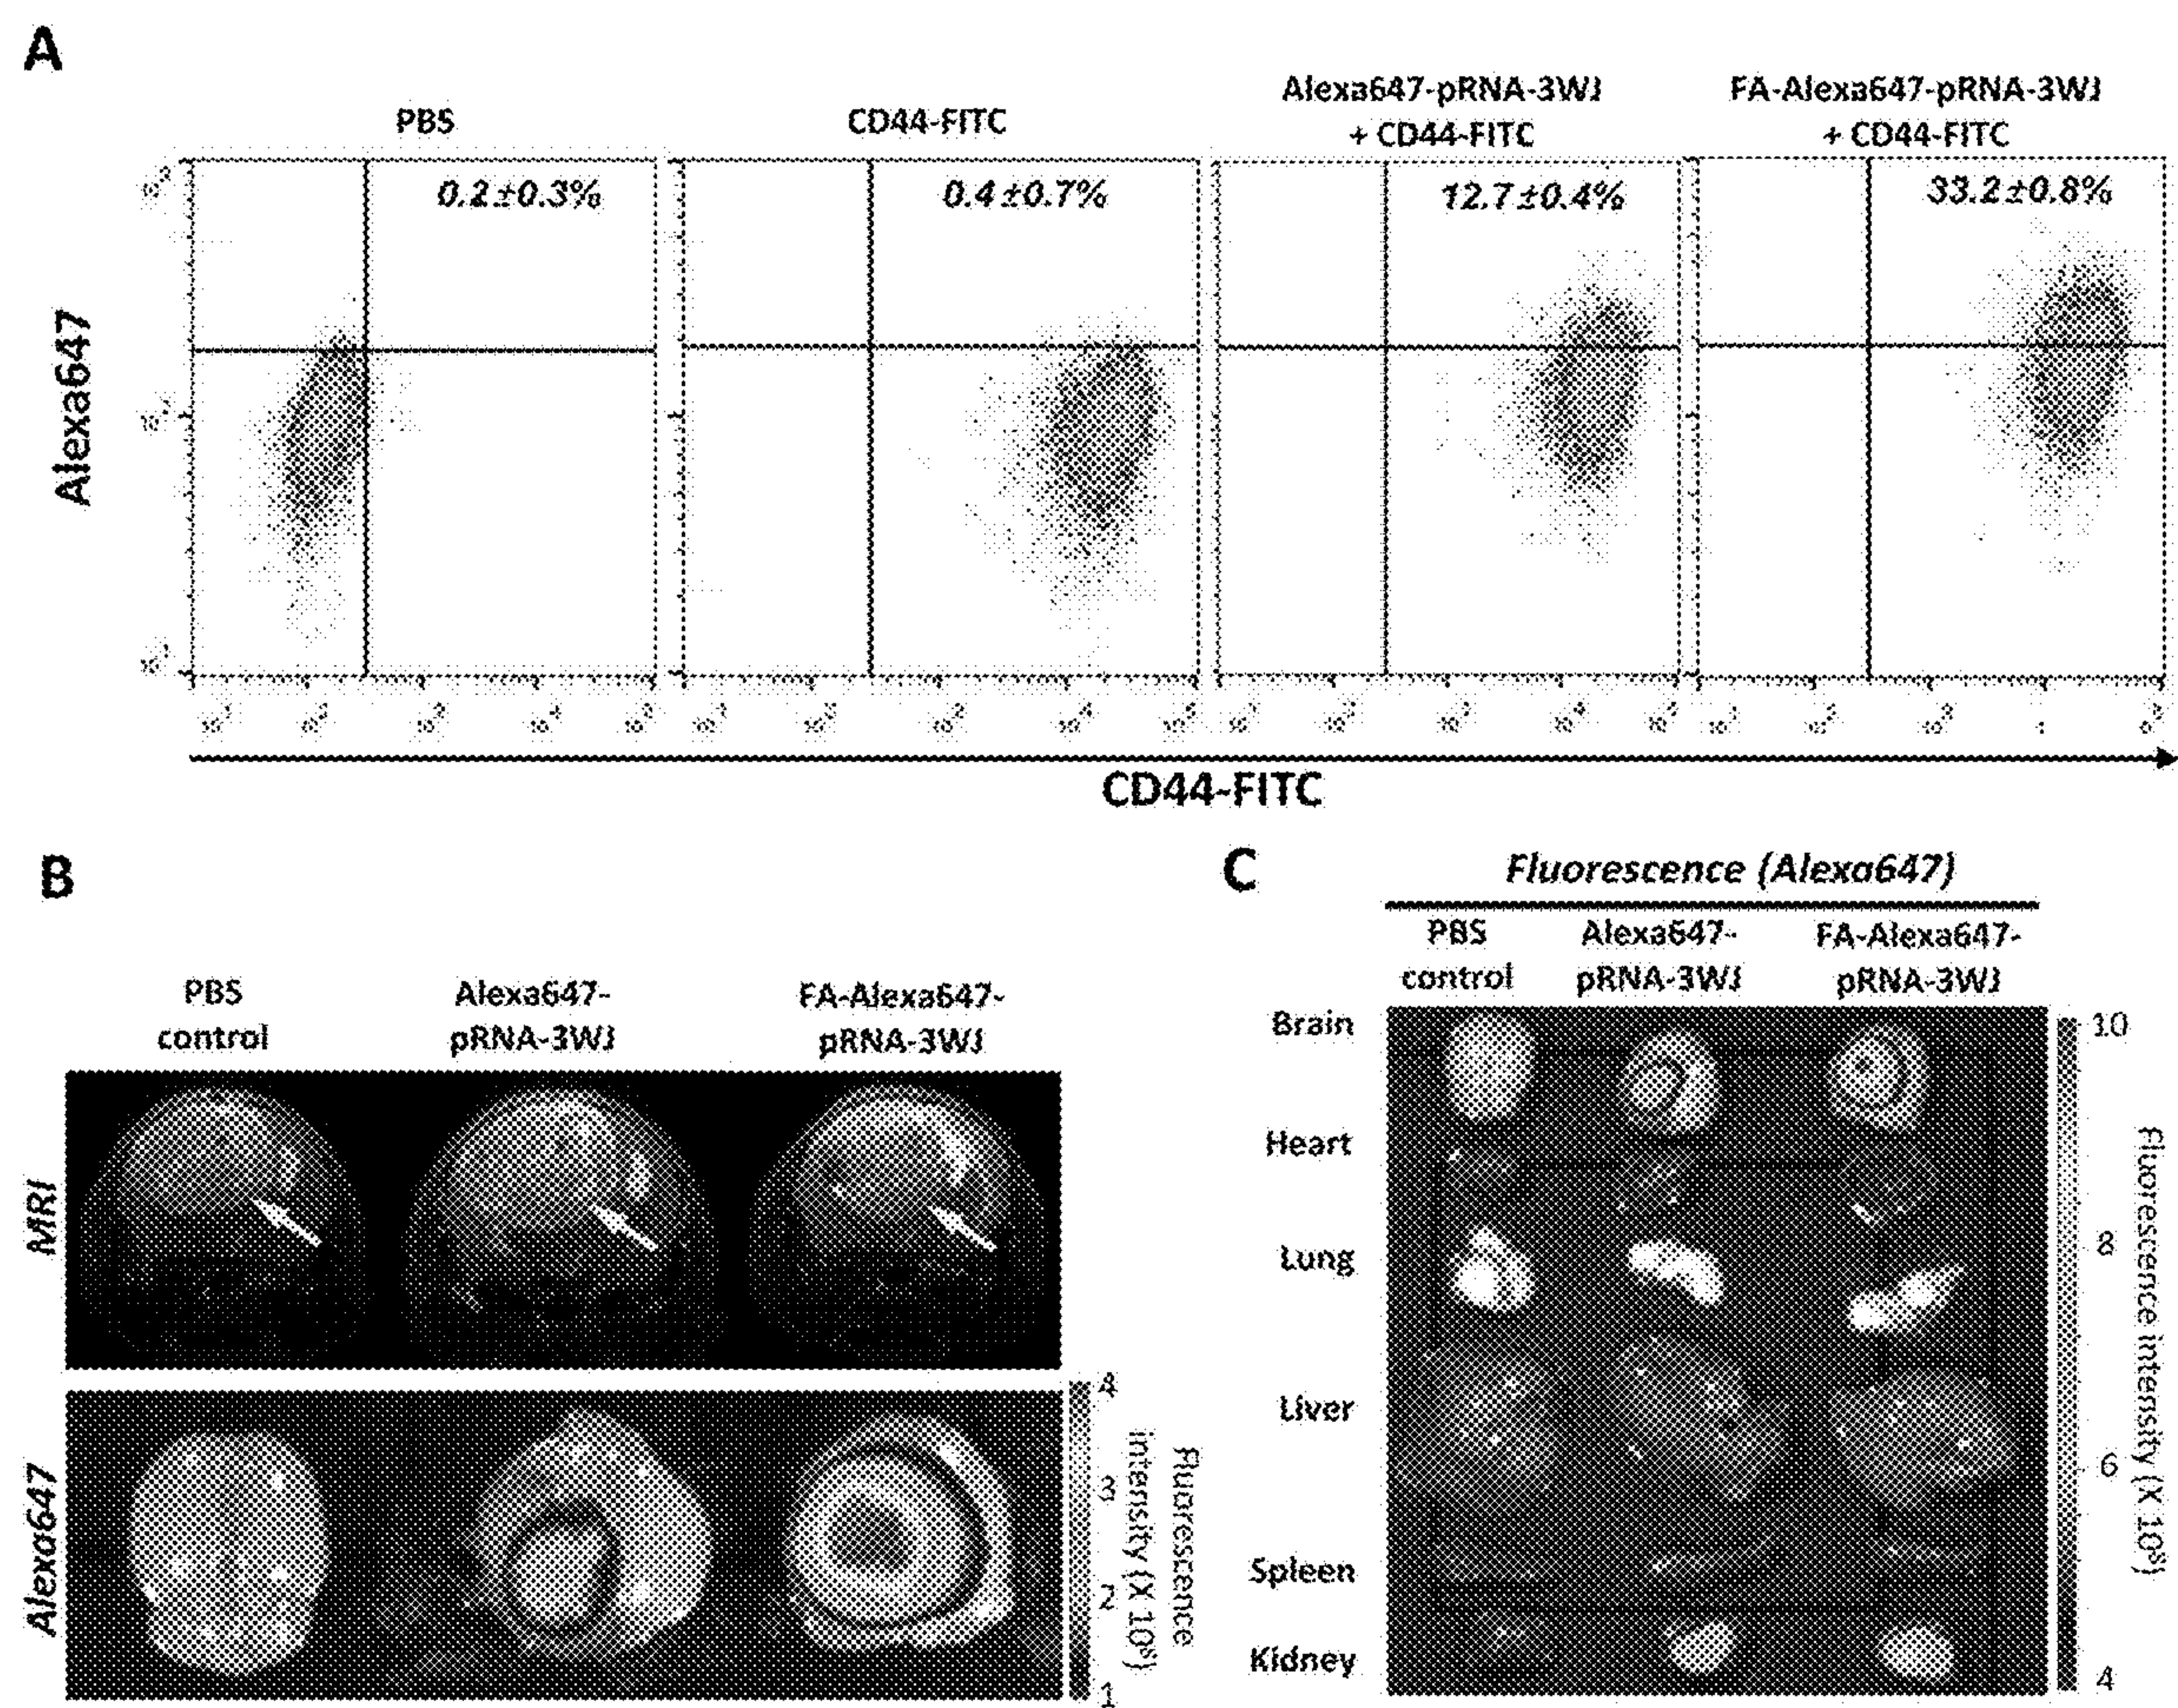 A
PBS
CD44-FITC
Alexa647-pRNA-3WJ
+ CD44-FITC
FA-Alexa647-pRNA-3WJ
+ CD44-FITC
0.2±0.3%
0.4±0.7%
12.7±0.4%
33.2±0.8%
Alexa647
CD44-FITC
B
PBS
control
Alexa647-
pRNA-3WJ
FA-Alexa647-
pRNA-3WJ
MRI
Alexa647
4
3
2
1
Fluorescence
intensity (X 10⁸)
C
Fluorescence (Alexa647)
PBS
control
Alexa647-
pRNA-3WJ
FA-Alexa647-
pRNA-3WJ
Brain
Heart
Lung
Liver
Spleen
Kidney
10
8
6
4
Fluorescence intensity (X 10⁸)